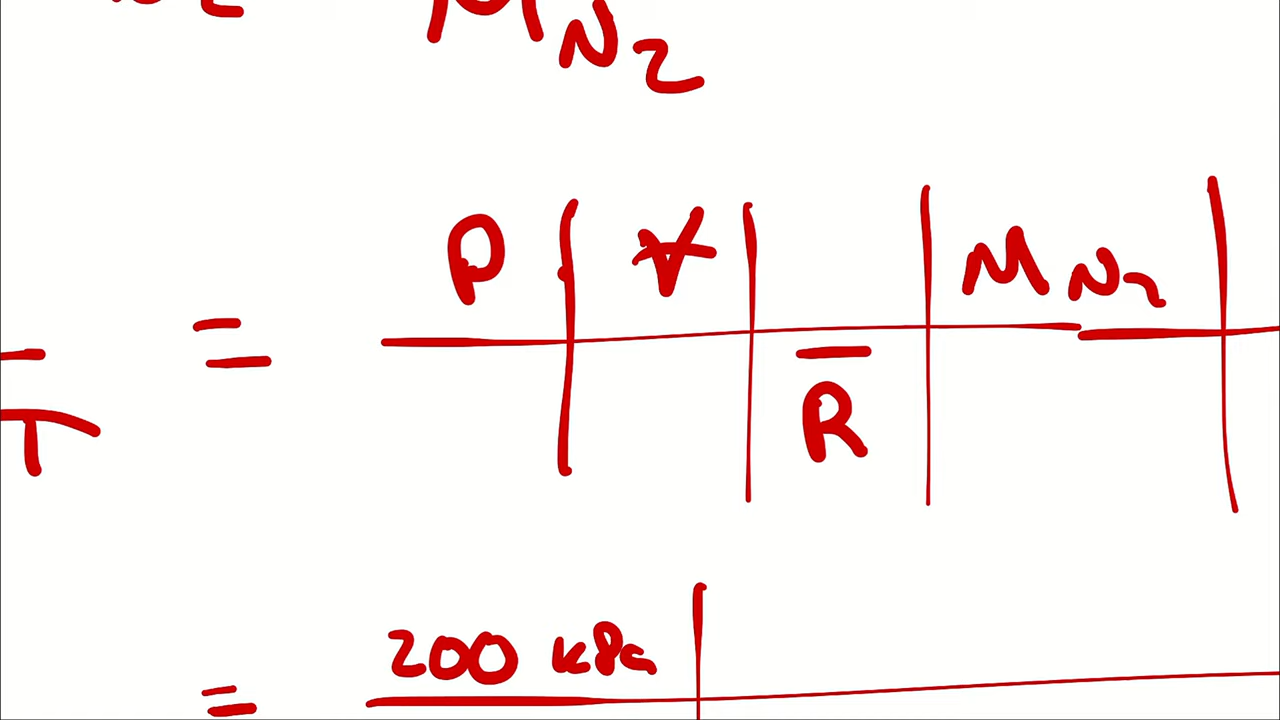 M N2
= P V̶ M N2
T R̅
= 200 kPa